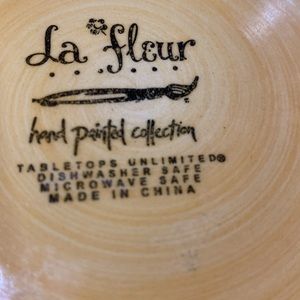 La fleur
hand painted collection
TABLETOPS UNLIMITED®
DISHWASHER SAFE
MICROWAVE SAFE
MADE IN CHINA